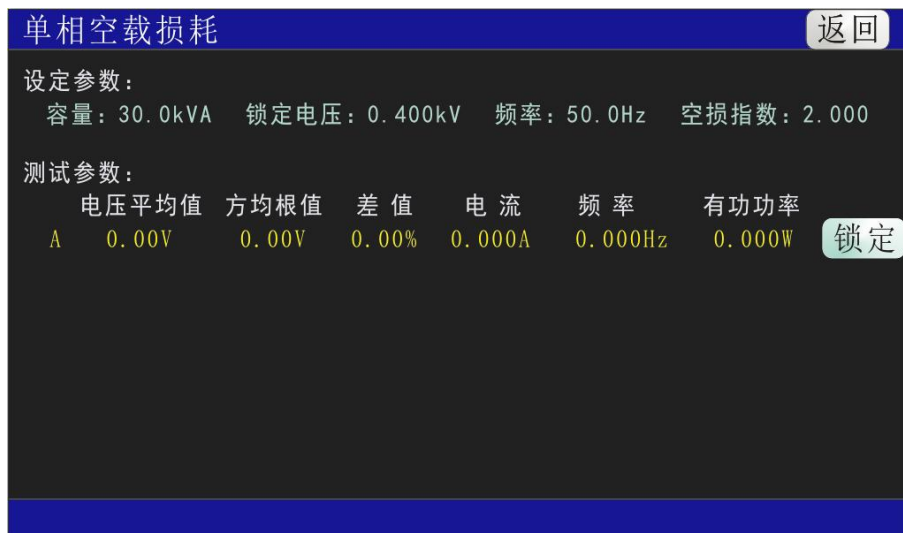 单相空载损耗 返回
设定参数:
容量:30.0kVA 锁定电压:0.400kV 频率:50.0Hz 空损指数:2.000
测试参数:
电压平均值 方均根值 差 值 电 流 频 率 有功功率
A 0.00V 0.00V 0.00% 0.000A 0.000Hz 0.000W 锁定